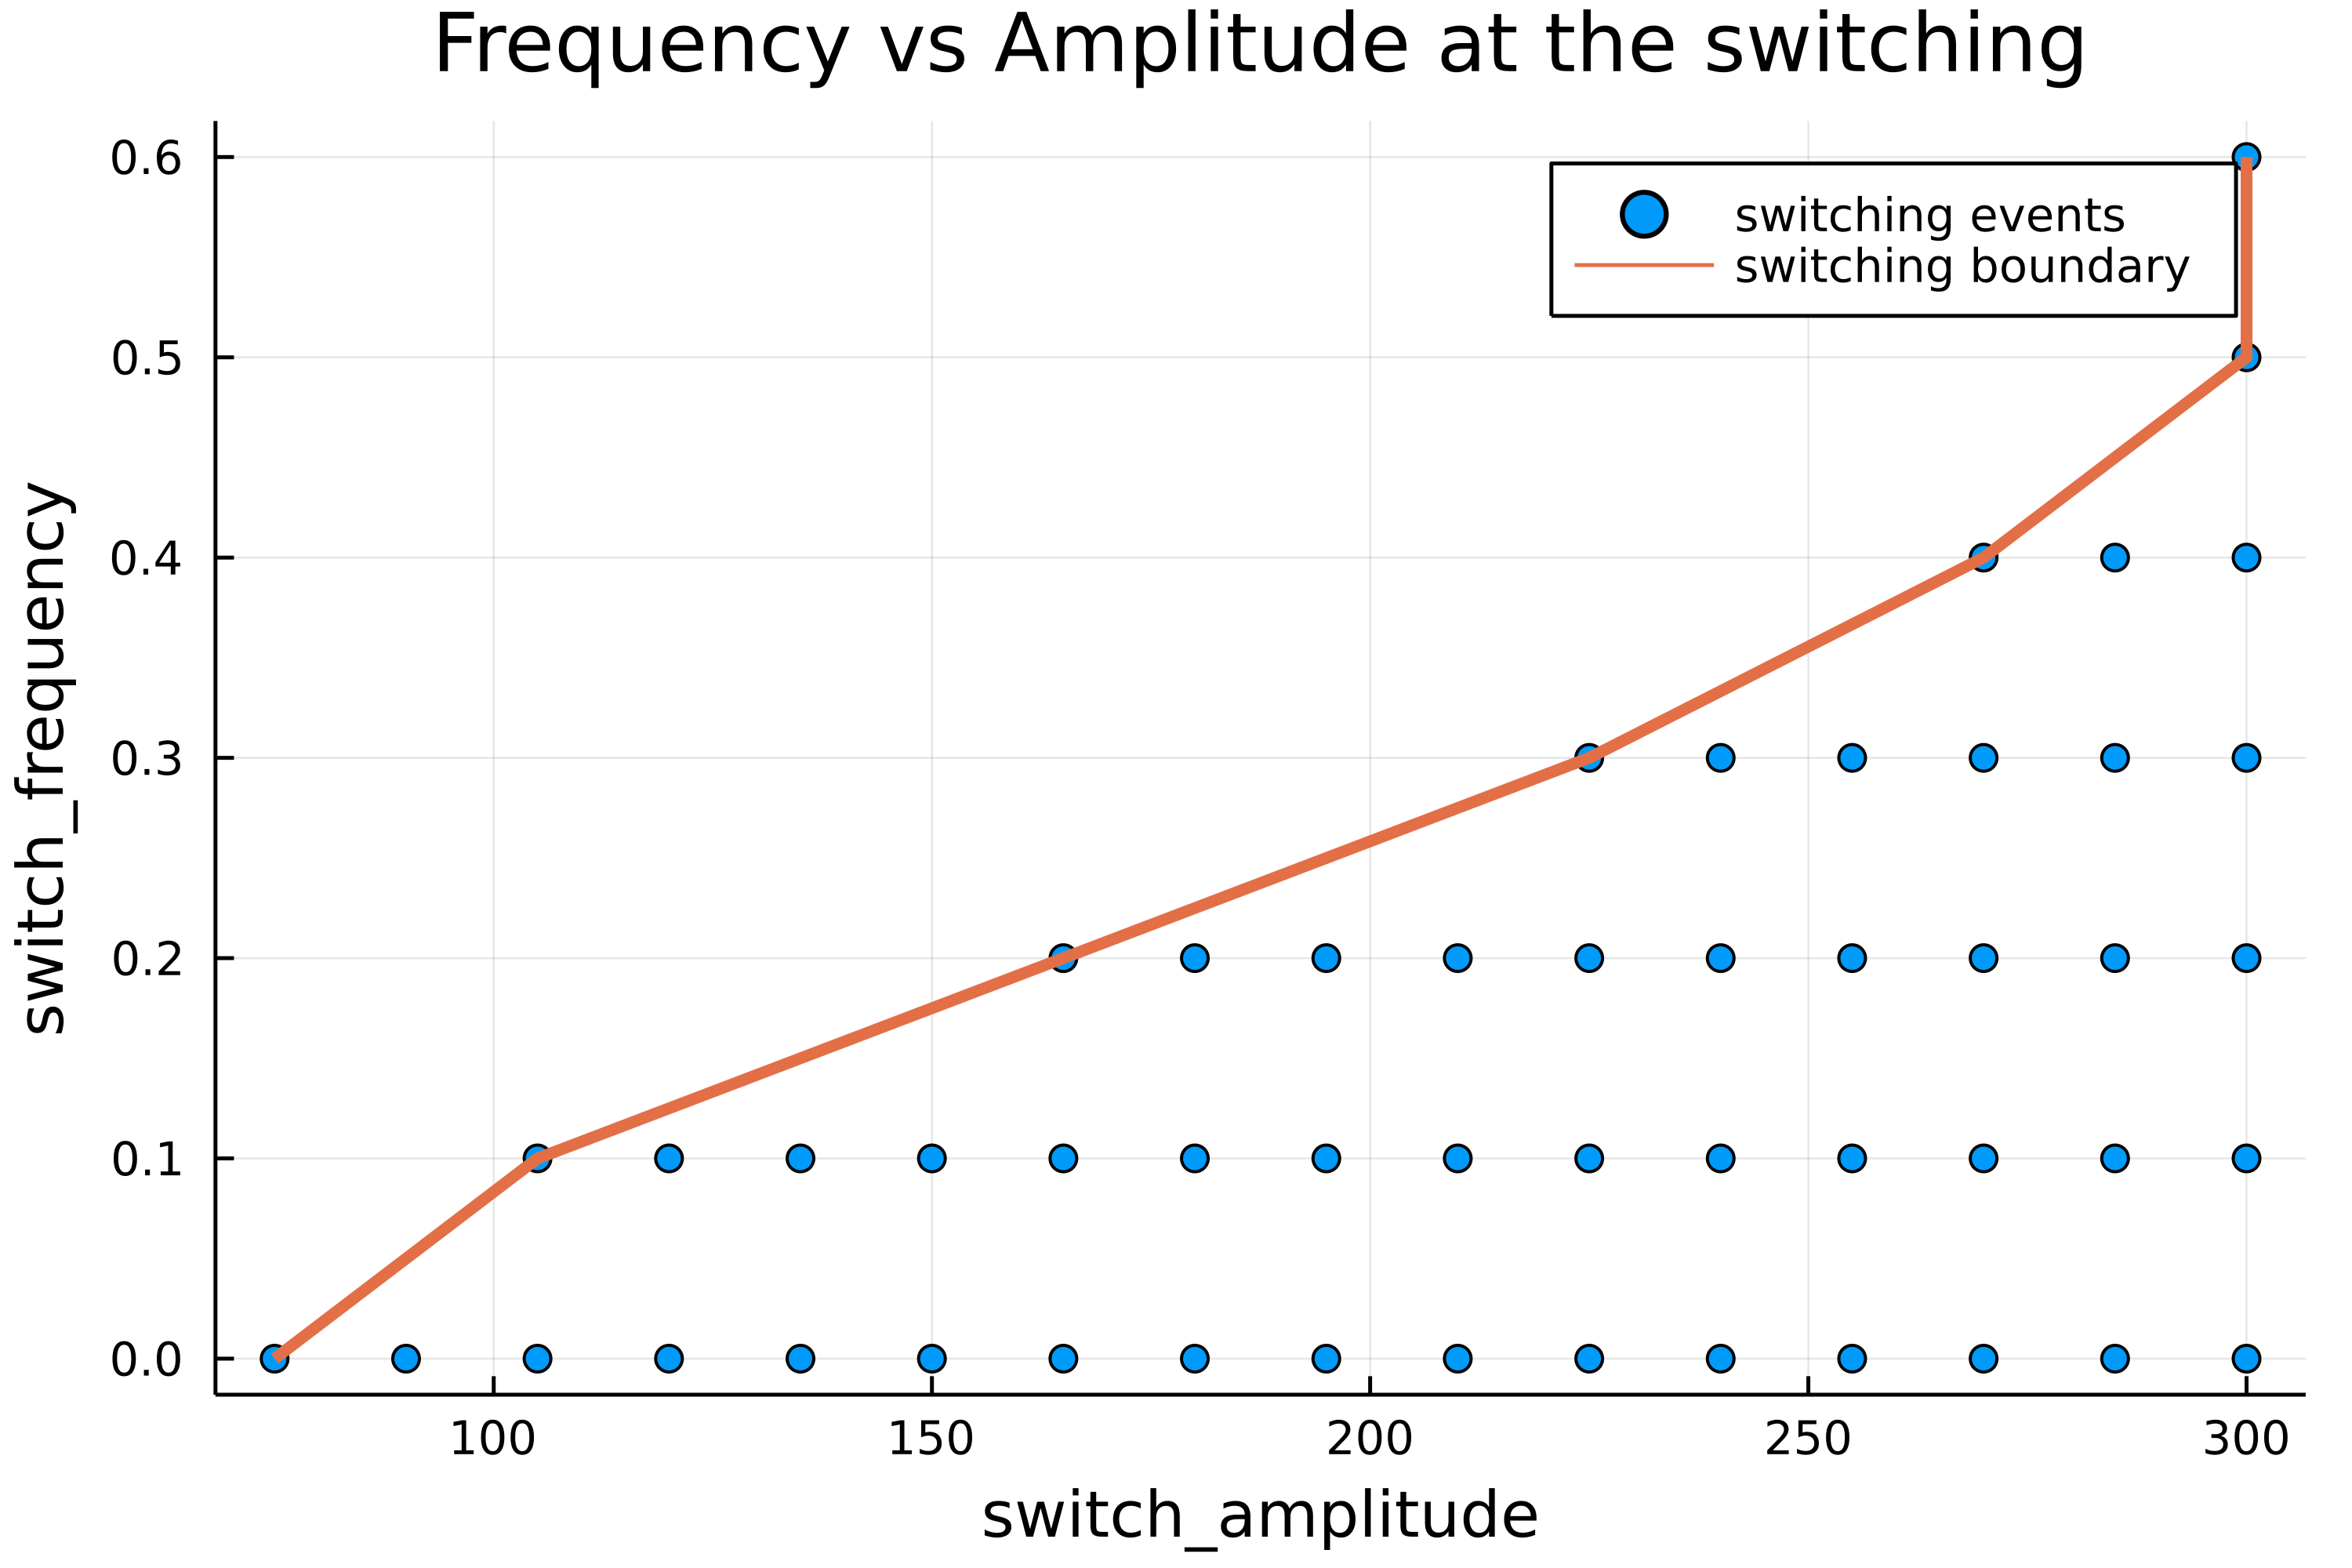 Frequency vs Amplitude at the switching
switching events
switching boundary
switch_frequency
0.6
0.5
0.4
0.3
0.2
0.1
0.0
100 150 200 250 300
switch_amplitude